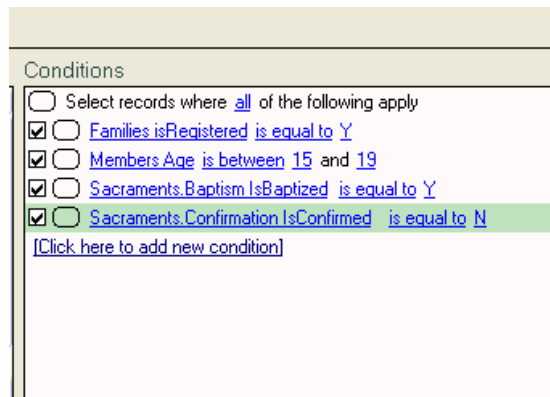 Conditions
Select records where all of the following apply
Families isRegistered is equal to Y
Members Age is between 15 and 19
Sacraments.Baptism IsBaptized is equal to Y
Sacraments.Confirmation IsConfirmed is equal to N
[Click here to add new condition]